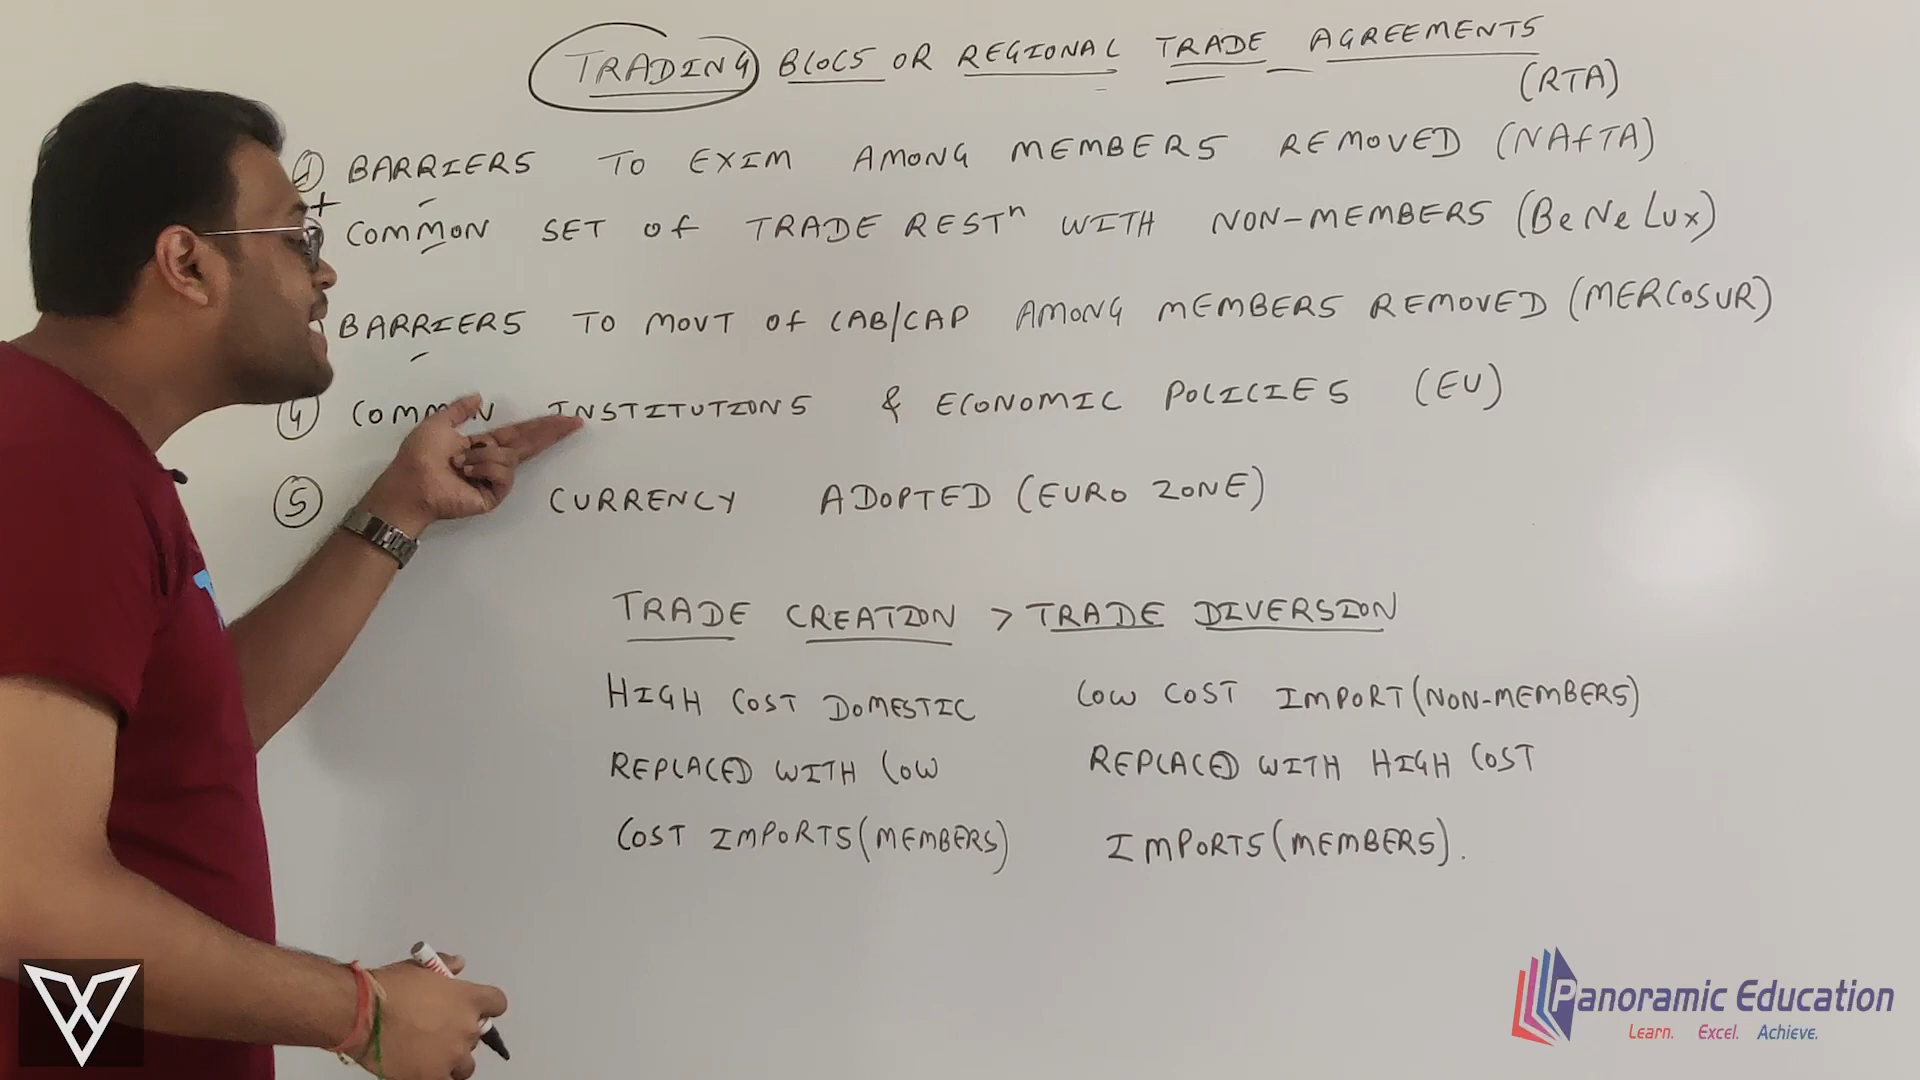 TRADING BLOCS OR REGIONAL TRADE AGREEMENTS
(RTA)
① BARRIERS TO EXIM AMONG MEMBERS REMOVED (NAFTA)
+
COMMON SET OF TRADE RESTⁿ WITH NON-MEMBERS (BeNeLux)
BARRIERS TO MOVT OF LAB/CAP AMONG MEMBERS REMOVED (MERCOSUR)
④ COMMON INSTITUTIONS & ECONOMIC POLICIES (EU)
⑤ CURRENCY ADOPTED (EURO ZONE)
TRADE CREATION > TRADE DIVERSION
HIGH COST DOMESTIC
REPLACED WITH LOW
COST IMPORTS (MEMBERS)
LOW COST IMPORT (NON-MEMBERS)
REPLACED WITH HIGH COST
IMPORTS (MEMBERS).
Panoramic Education
Learn. Excel. Achieve.